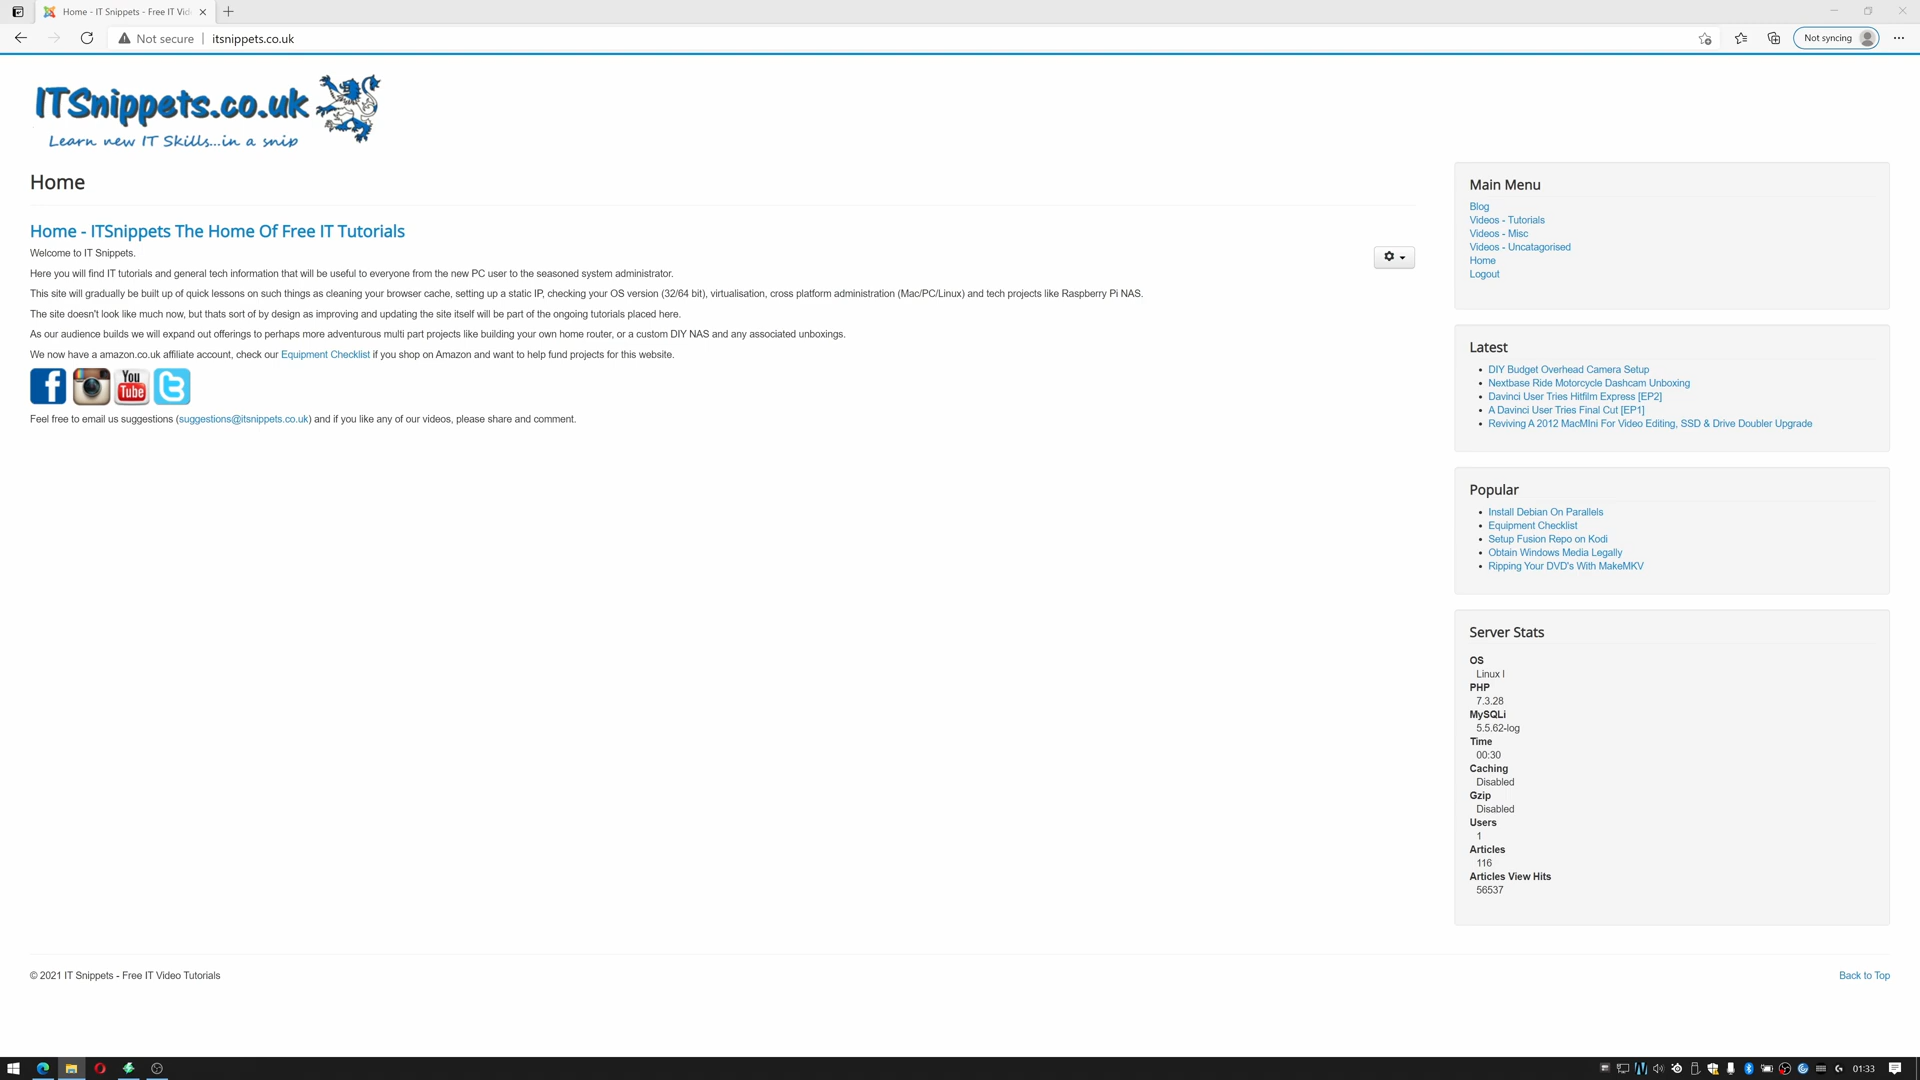 Home - IT Snippets - Free IT Vid
Not secure
itsnippets.co.uk
Not syncing
ITSnippets.co.uk
Learn new IT Skills...in a snip
Home
Home - ITSnippets The Home Of Free IT Tutorials
Welcome to IT Snippets.
Here you will find IT tutorials and general tech information that will be useful to everyone from the new PC user to the seasoned system administrator.
This site will gradually be built up of quick lessons on such things as cleaning your browser cache, setting up a static IP, checking your OS version (32/64 bit), virtualisation, cross platform administration (Mac/PC/Linux) and tech projects like Raspberry Pi NAS.
The site doesn't look like much now, but thats sort of by design as improving and updating the site itself will be part of the ongoing tutorials placed here.
As our audience builds we will expand out offerings to perhaps more adventurous multi part projects like building your own home router, or a custom DIY NAS and any associated unboxings.
We now have a amazon.co.uk affiliate account, check our Equipment Checklist if you shop on Amazon and want to help fund projects for this website.
You
Tube
Feel free to email us suggestions (suggestions@itsnippets.co.uk) and if you like any of our videos, please share and comment.
Main Menu
Blog
Videos - Tutorials
Videos - Misc
Videos - Uncatagorised
Home
Logout
Latest
DIY Budget Overhead Camera Setup
Nextbase Ride Motorcycle Dashcam Unboxing
Davinci User Tries Hitfilm Express [EP2]
A Davinci User Tries Final Cut [EP1]
Reviving A 2012 MacMIni For Video Editing, SSD & Drive Doubler Upgrade
Popular
Install Debian On Parallels
Equipment Checklist
Setup Fusion Repo on Kodi
Obtain Windows Media Legally
Ripping Your DVD's With MakeMKV
Server Stats
OS
Linux l
PHP
7.3.28
MySQLi
5.5.62-log
Time
00:30
Caching
Disabled
Gzip
Disabled
Users
1
Articles
116
Articles View Hits
56537
© 2021 IT Snippets - Free IT Video Tutorials
Back to Top
01:33